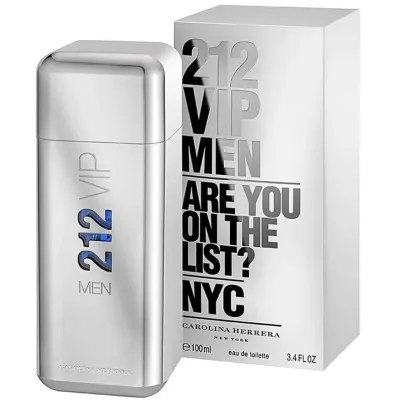 212 VIP
MEN
212
VIP
MEN
ARE YOU
ON THE
LIST?
NYC
CAROLINA HERRERA
NEW YORK
℮100ml
eau de toilette
3.4 FL OZ